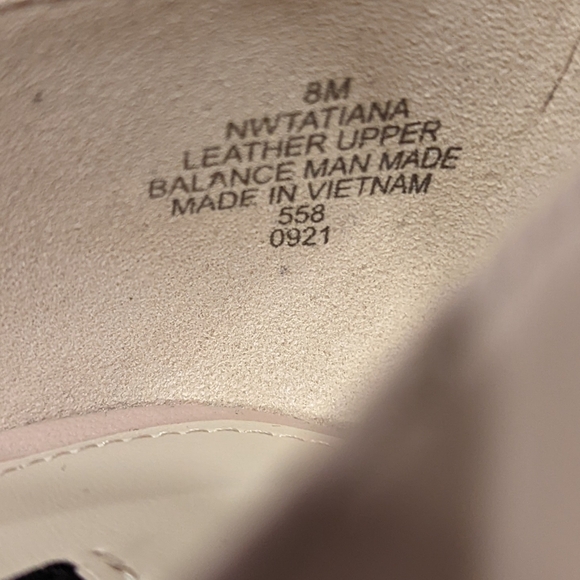 8M
NWTATIANA
LEATHER UPPER
BALANCE MAN MADE
MADE IN VIETNAM
558
0921